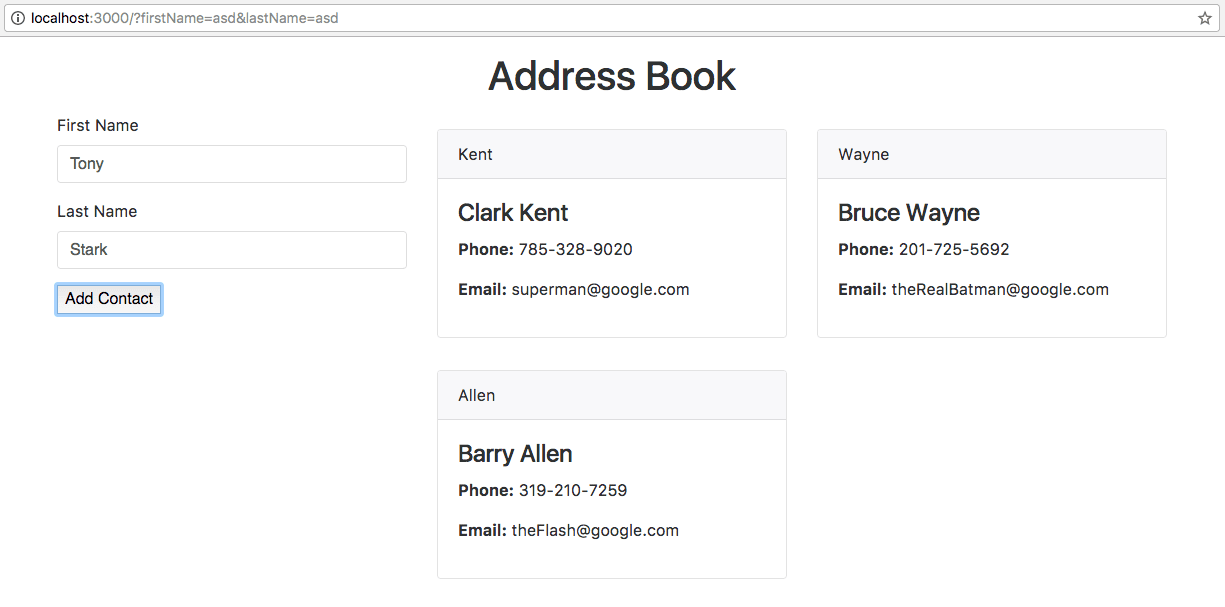 localhost:3000/?firstName=asd&lastName=asd
Address Book
First Name
Tony
Last Name
Stark
Add Contact
Kent
Clark Kent
Phone: 785-328-9020
Email: superman@google.com
Wayne
Bruce Wayne
Phone: 201-725-5692
Email: theRealBatman@google.com
Allen
Barry Allen
Phone: 319-210-7259
Email: theFlash@google.com